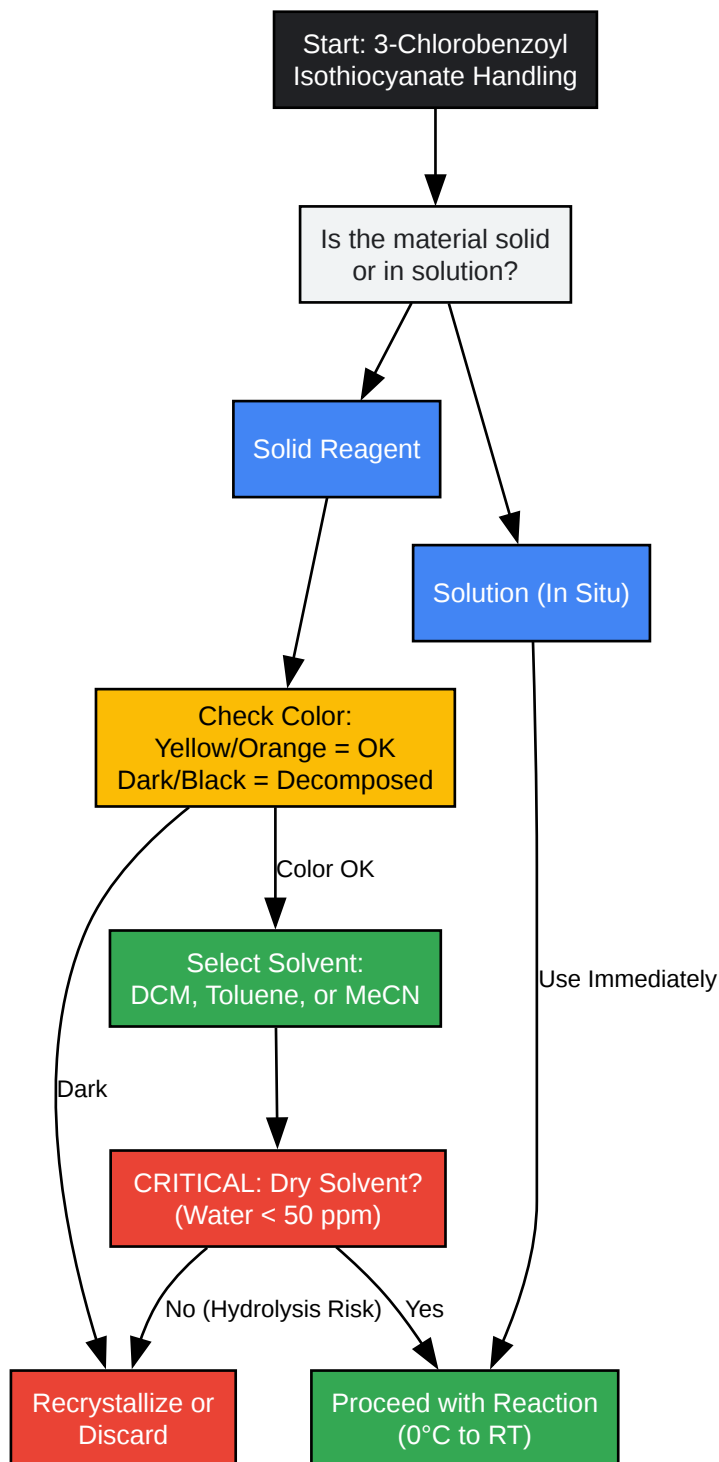 Start: 3-Chlorobenzoyl
Isothiocyanate Handling
Is the material solid
or in solution?
Solid Reagent
Solution (In Situ)
Check Color:
Yellow/Orange = OK
Dark/Black = Decomposed
Color OK
Select Solvent:
DCM, Toluene, or MeCN
Use Immediately
Dark
CRITICAL: Dry Solvent?
(Water < 50 ppm)
No (Hydrolysis Risk)
Yes
Recrystallize or
Discard
Proceed with Reaction
(0°C to RT)